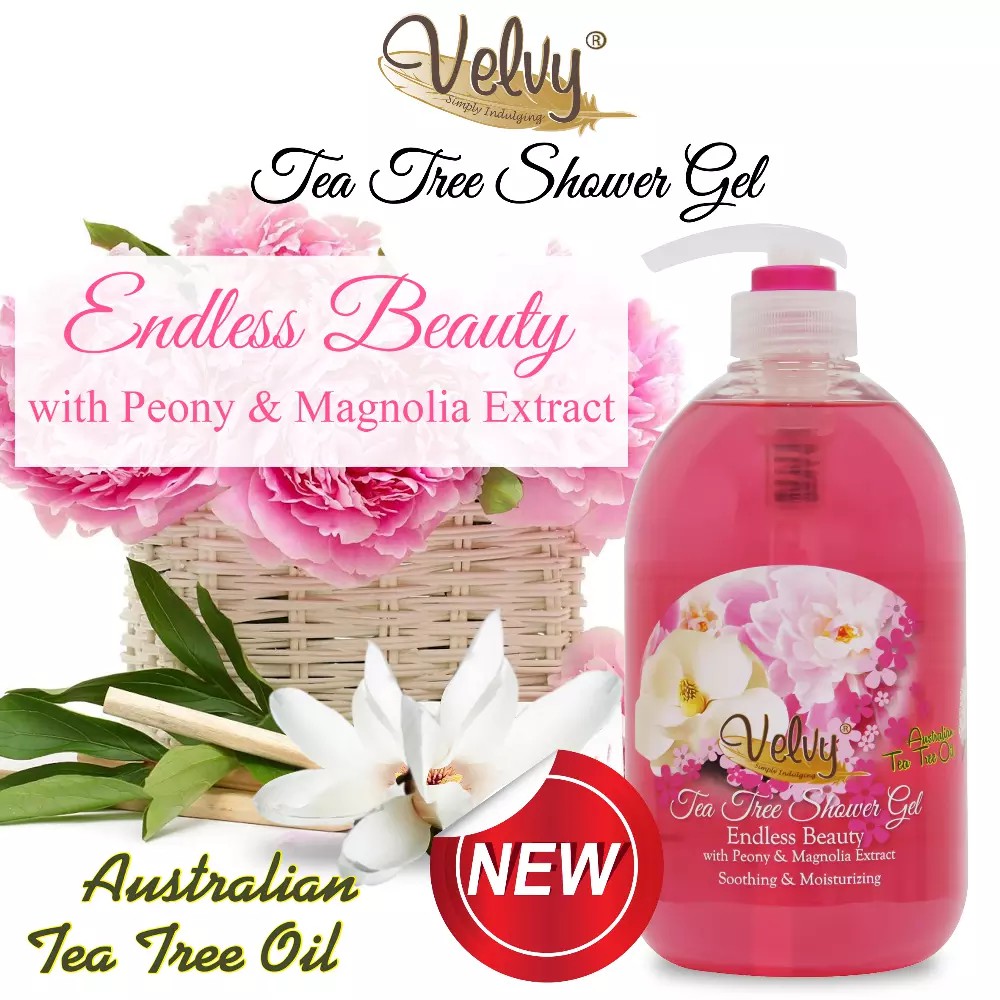 Velvy®
Simply Indulging
Tea Tree Shower Gel
Endless Beauty
with Peony & Magnolia Extract
Velvy®
Simply Indulging
Australian
Tea Tree Oil
Tea Tree Shower Gel
Endless Beauty
with Peony & Magnolia Extract
Soothing & Moisturizing
NEW
Australian
Tea Tree Oil